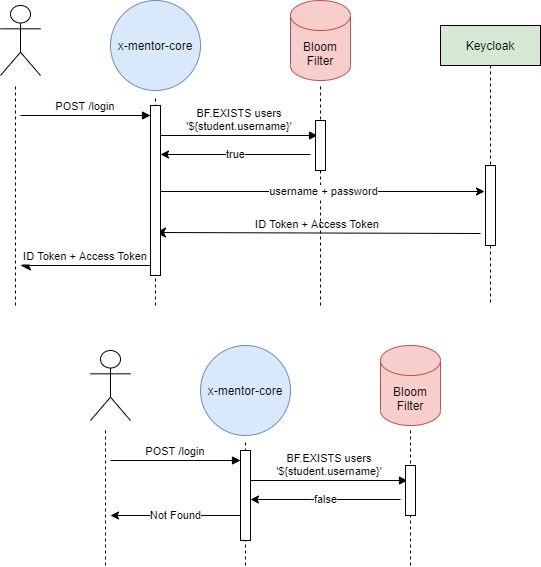 x-mentor-core
Bloom
Filter
Keycloak
POST /login
BF.EXISTS users
'${student.username}'
true
username + password
ID Token + Access Token
ID Token + Access Token
x-mentor-core
Bloom
Filter
POST /login
BF.EXISTS users
'${student.username}'
false
Not Found